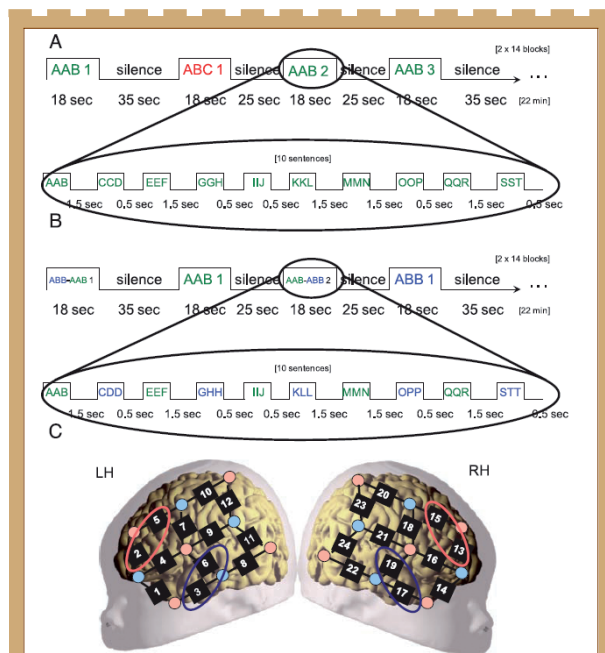 A
[2 x 14 blocks]
AAB 1 silence ABC 1 silence AAB 2 silence AAB 3 silence ...
18 sec 35 sec 18 sec 25 sec 18 sec 25 sec 18 sec 35 sec [22 min]
[10 sentences]
AAB CCD EEF GGH IIJ KKL MMN OOP QQR SST
1.5 sec 0.5 sec 1.5 sec 0.5 sec 0.5 sec 1.5 sec 1.5 sec 0.5 sec 1.5 sec 0.5 sec
B
[2 x 14 blocks]
ABB-AAB 1 silence AAB 1 silence AAB-ABB 2 silence ABB 1 silence ...
18 sec 35 sec 18 sec 25 sec 18 sec 25 sec 18 sec 35 sec [22 min]
[10 sentences]
AAB CDD EEF GHH IIJ KLL MMN OPP QQR STT
1.5 sec 0.5 sec 1.5 sec 0.5 sec 0.5 sec 1.5 sec 0.5 sec 1.5 sec 0.5 sec 0.5 sec
C
LH RH
10 20
5 12 23 15
7 18
2 9 21 13
4 11 24 16
6 8 22 19
1 3 17 14